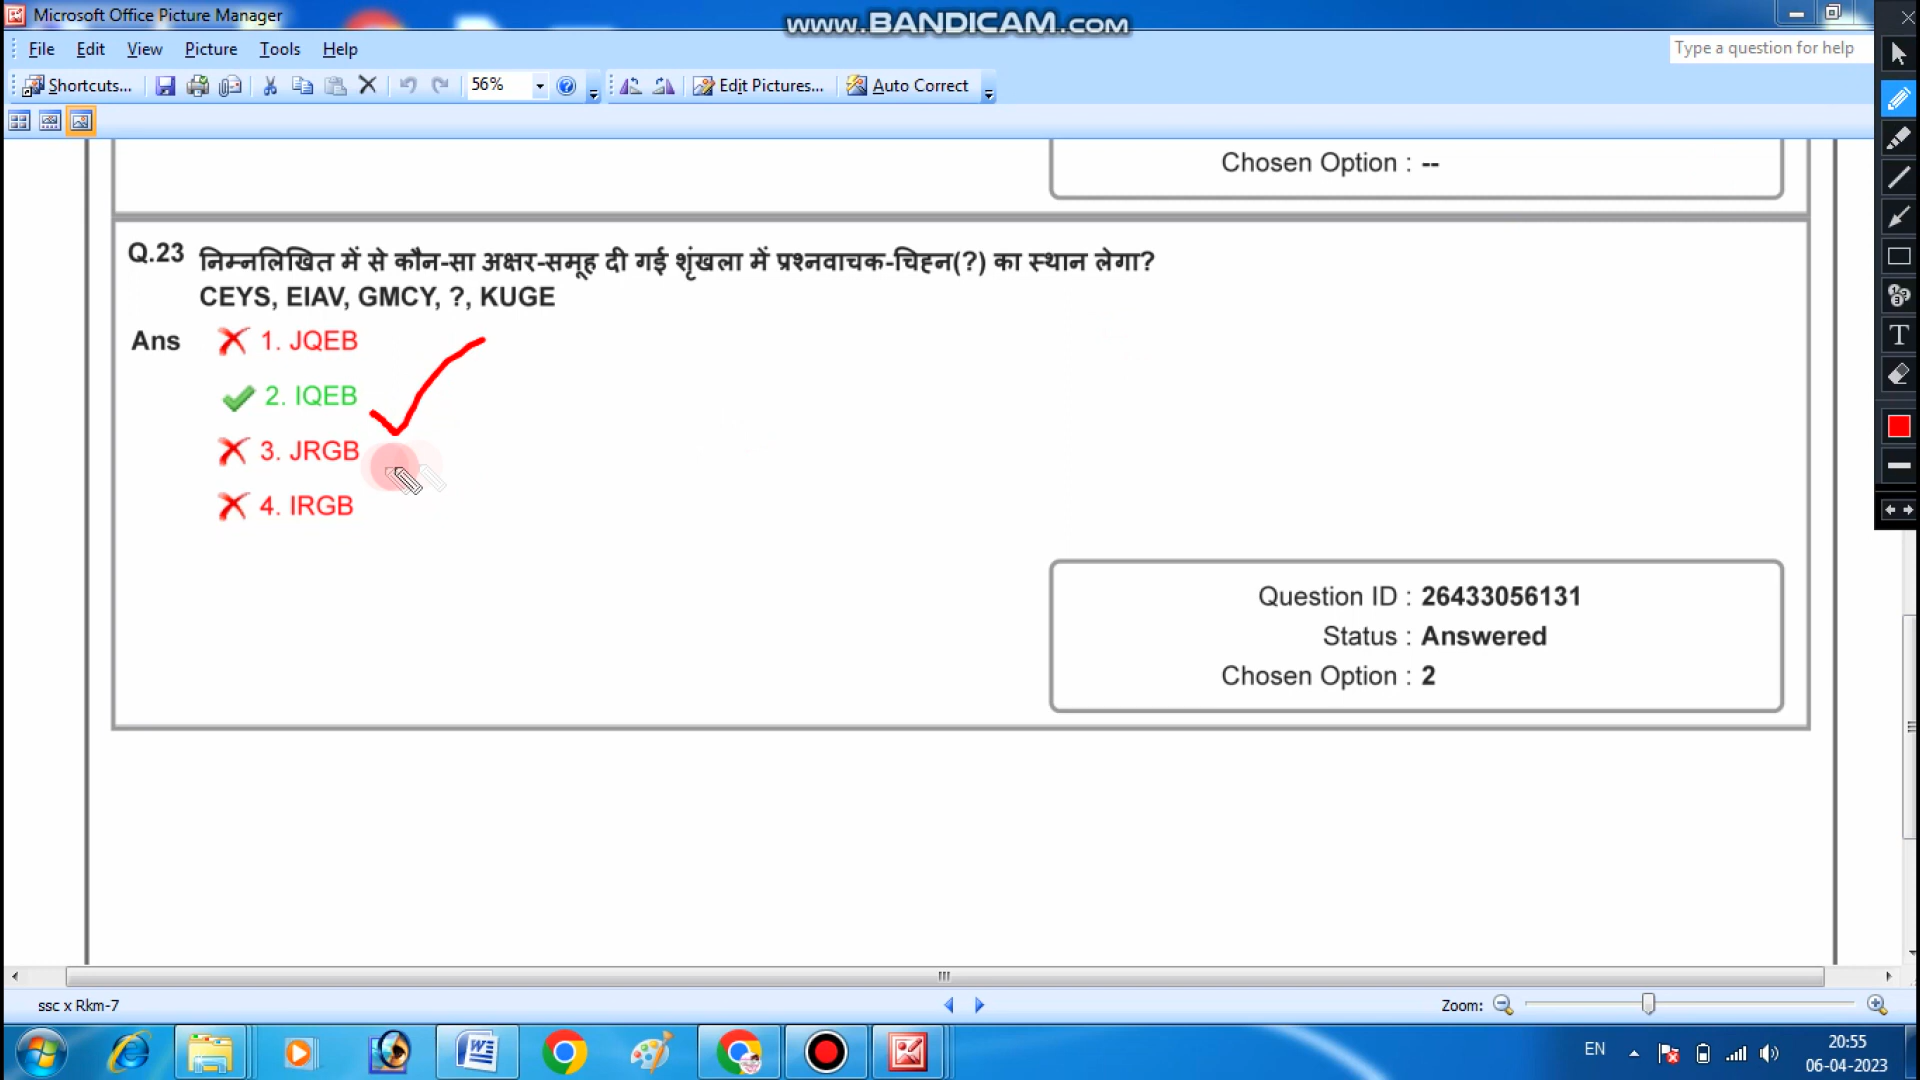 Microsoft Office Picture Manager
www.BANDICAM.com
File Edit View Picture Tools Help
Type a question for help
Shortcuts... 56% Edit Pictures... Auto Correct
Chosen Option : --
Q.23 निम्नलिखित में से कौन-सा अक्षर-समूह दी गई शृंखला में प्रश्नवाचक-चिह्न(?) का स्थान लेगा?
CEYS, EIAV, GMCY, ?, KUGE
Ans 1. JQEB
2. IQEB
3. JRGB
4. IRGB
Question ID : 26433056131
Status : Answered
Chosen Option : 2
ssc x Rkm-7
Zoom:
EN
20:55
06-04-2023